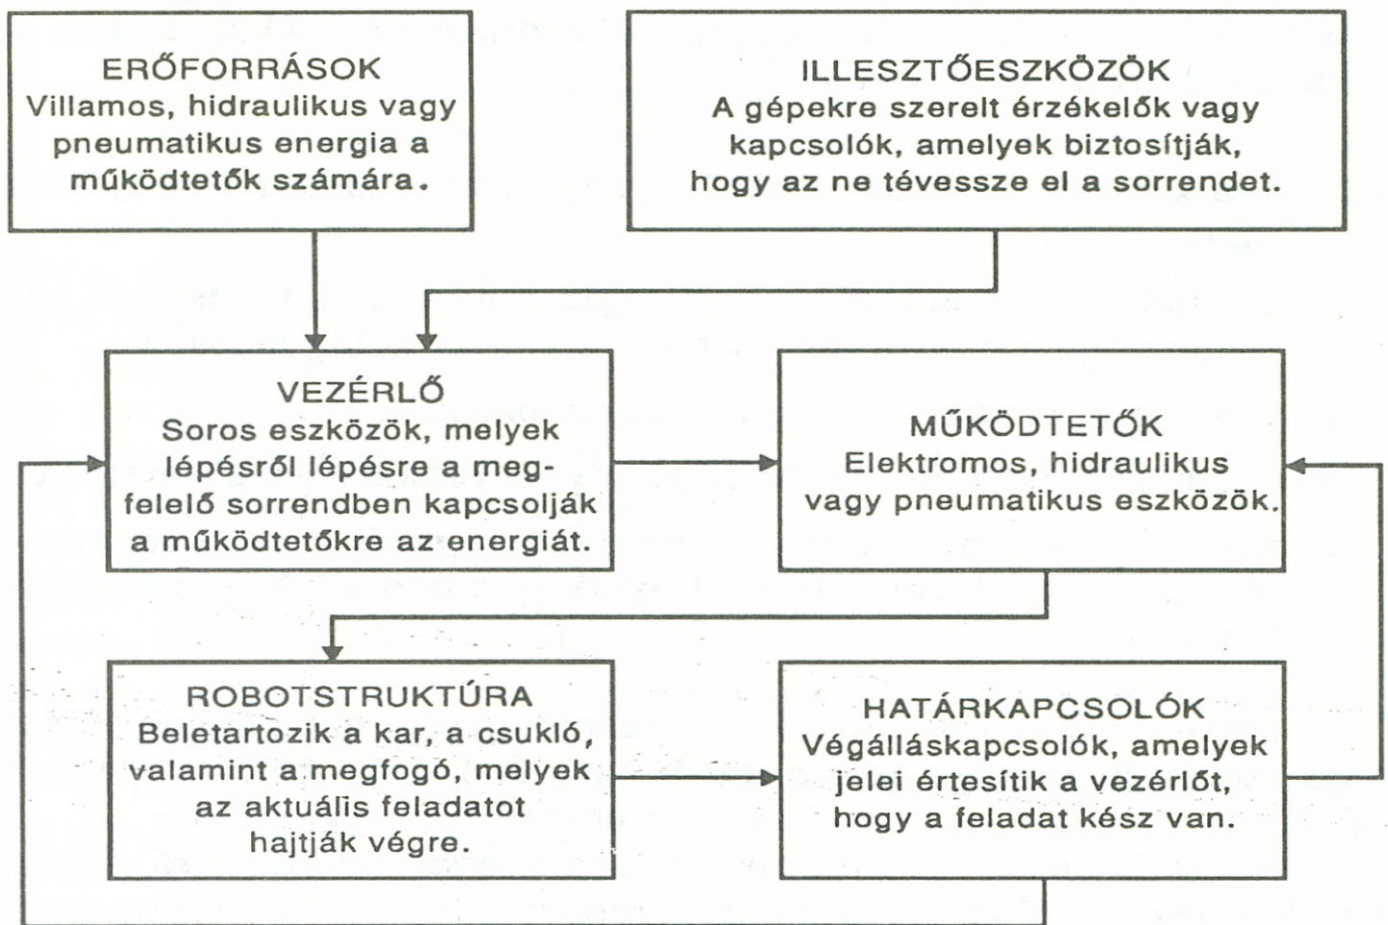 ERŐFORRÁSOK
Villamos, hidraulikus vagy
pneumatikus energia a
működtetők számára.
ILLESZTŐESZKÖZÖK
A gépekre szerelt érzékelők vagy
kapcsolók, amelyek biztosítják,
hogy az ne tévessze el a sorrendet.
VEZÉRLŐ
Soros eszközök, melyek
lépésről lépésre a meg-
felelő sorrendben kapcsolják
a működtetőkre az energiát.
MŰKÖDTETŐK
Elektromos, hidraulikus
vagy pneumatikus eszközök.
ROBOTSTRUKTÚRA
Beletartozik a kar, a csukló,
valamint a megfogó, melyek
az aktuális feladatot
hajtják végre.
HATÁRKAPCSOLÓK
Végálláskapcsolók, amelyek
jelei értesítik a vezérlőt,
hogy a feladat kész van.